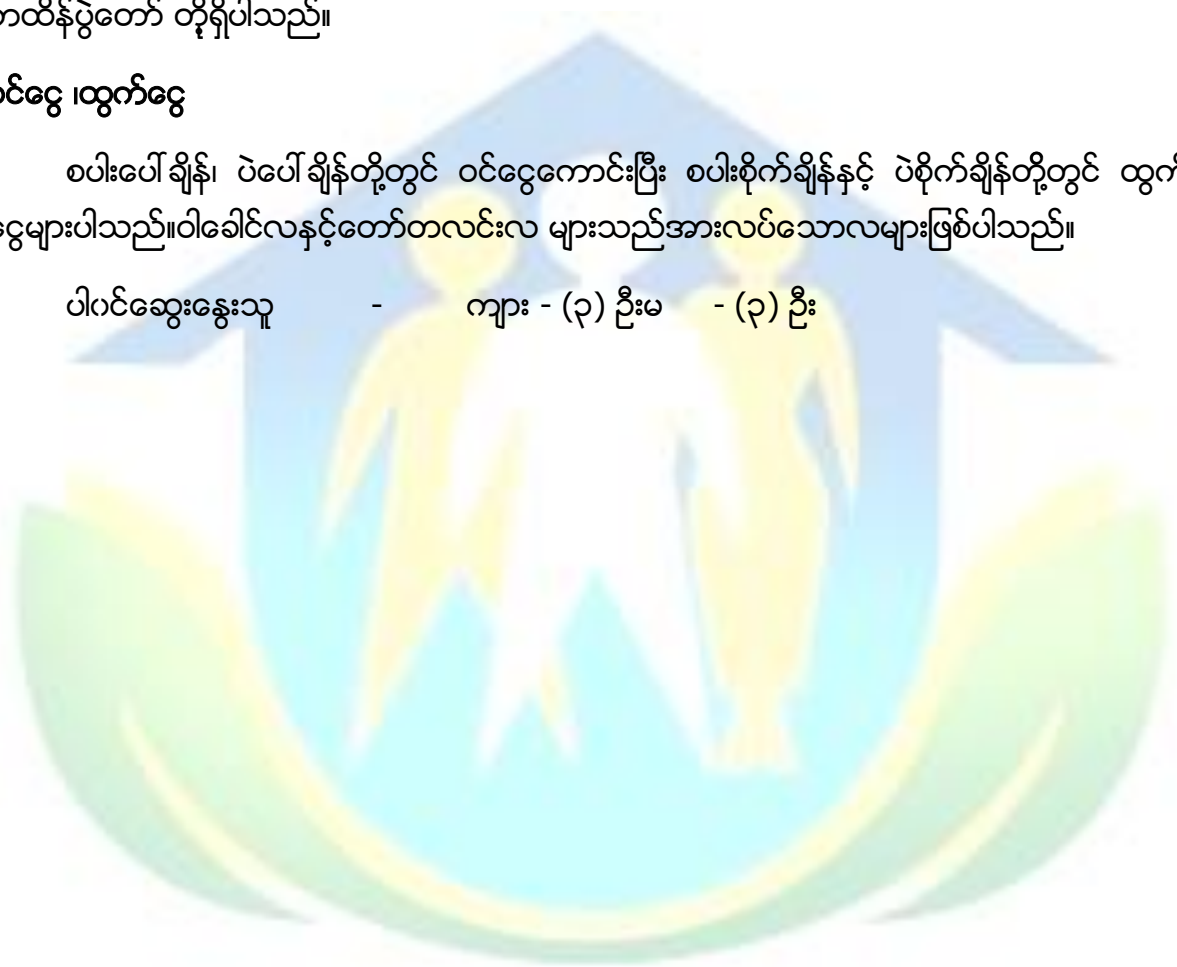 ကထိန်ပွဲတော် တို့ရှိပါသည်။
ဝင်ငွေ ၊ထွက်ငွေ
စပါးပေါ်ချိန်၊ ပဲပေါ်ချိန်တို့တွင် ဝင်ငွေကောင်းပြီး စပါးစိုက်ချိန်နှင့် ပဲစိုက်ချိန်တို့တွင် ထွက်
ငွေများပါသည်။ဝါခေါင်လနှင့်တော်တလင်းလ များသည်အားလပ်သောလများဖြစ်ပါသည်။
ပါ၀င်ဆွေးနွေးသူ - ကျား - (၃) ဦးမ - (၃) ဦး